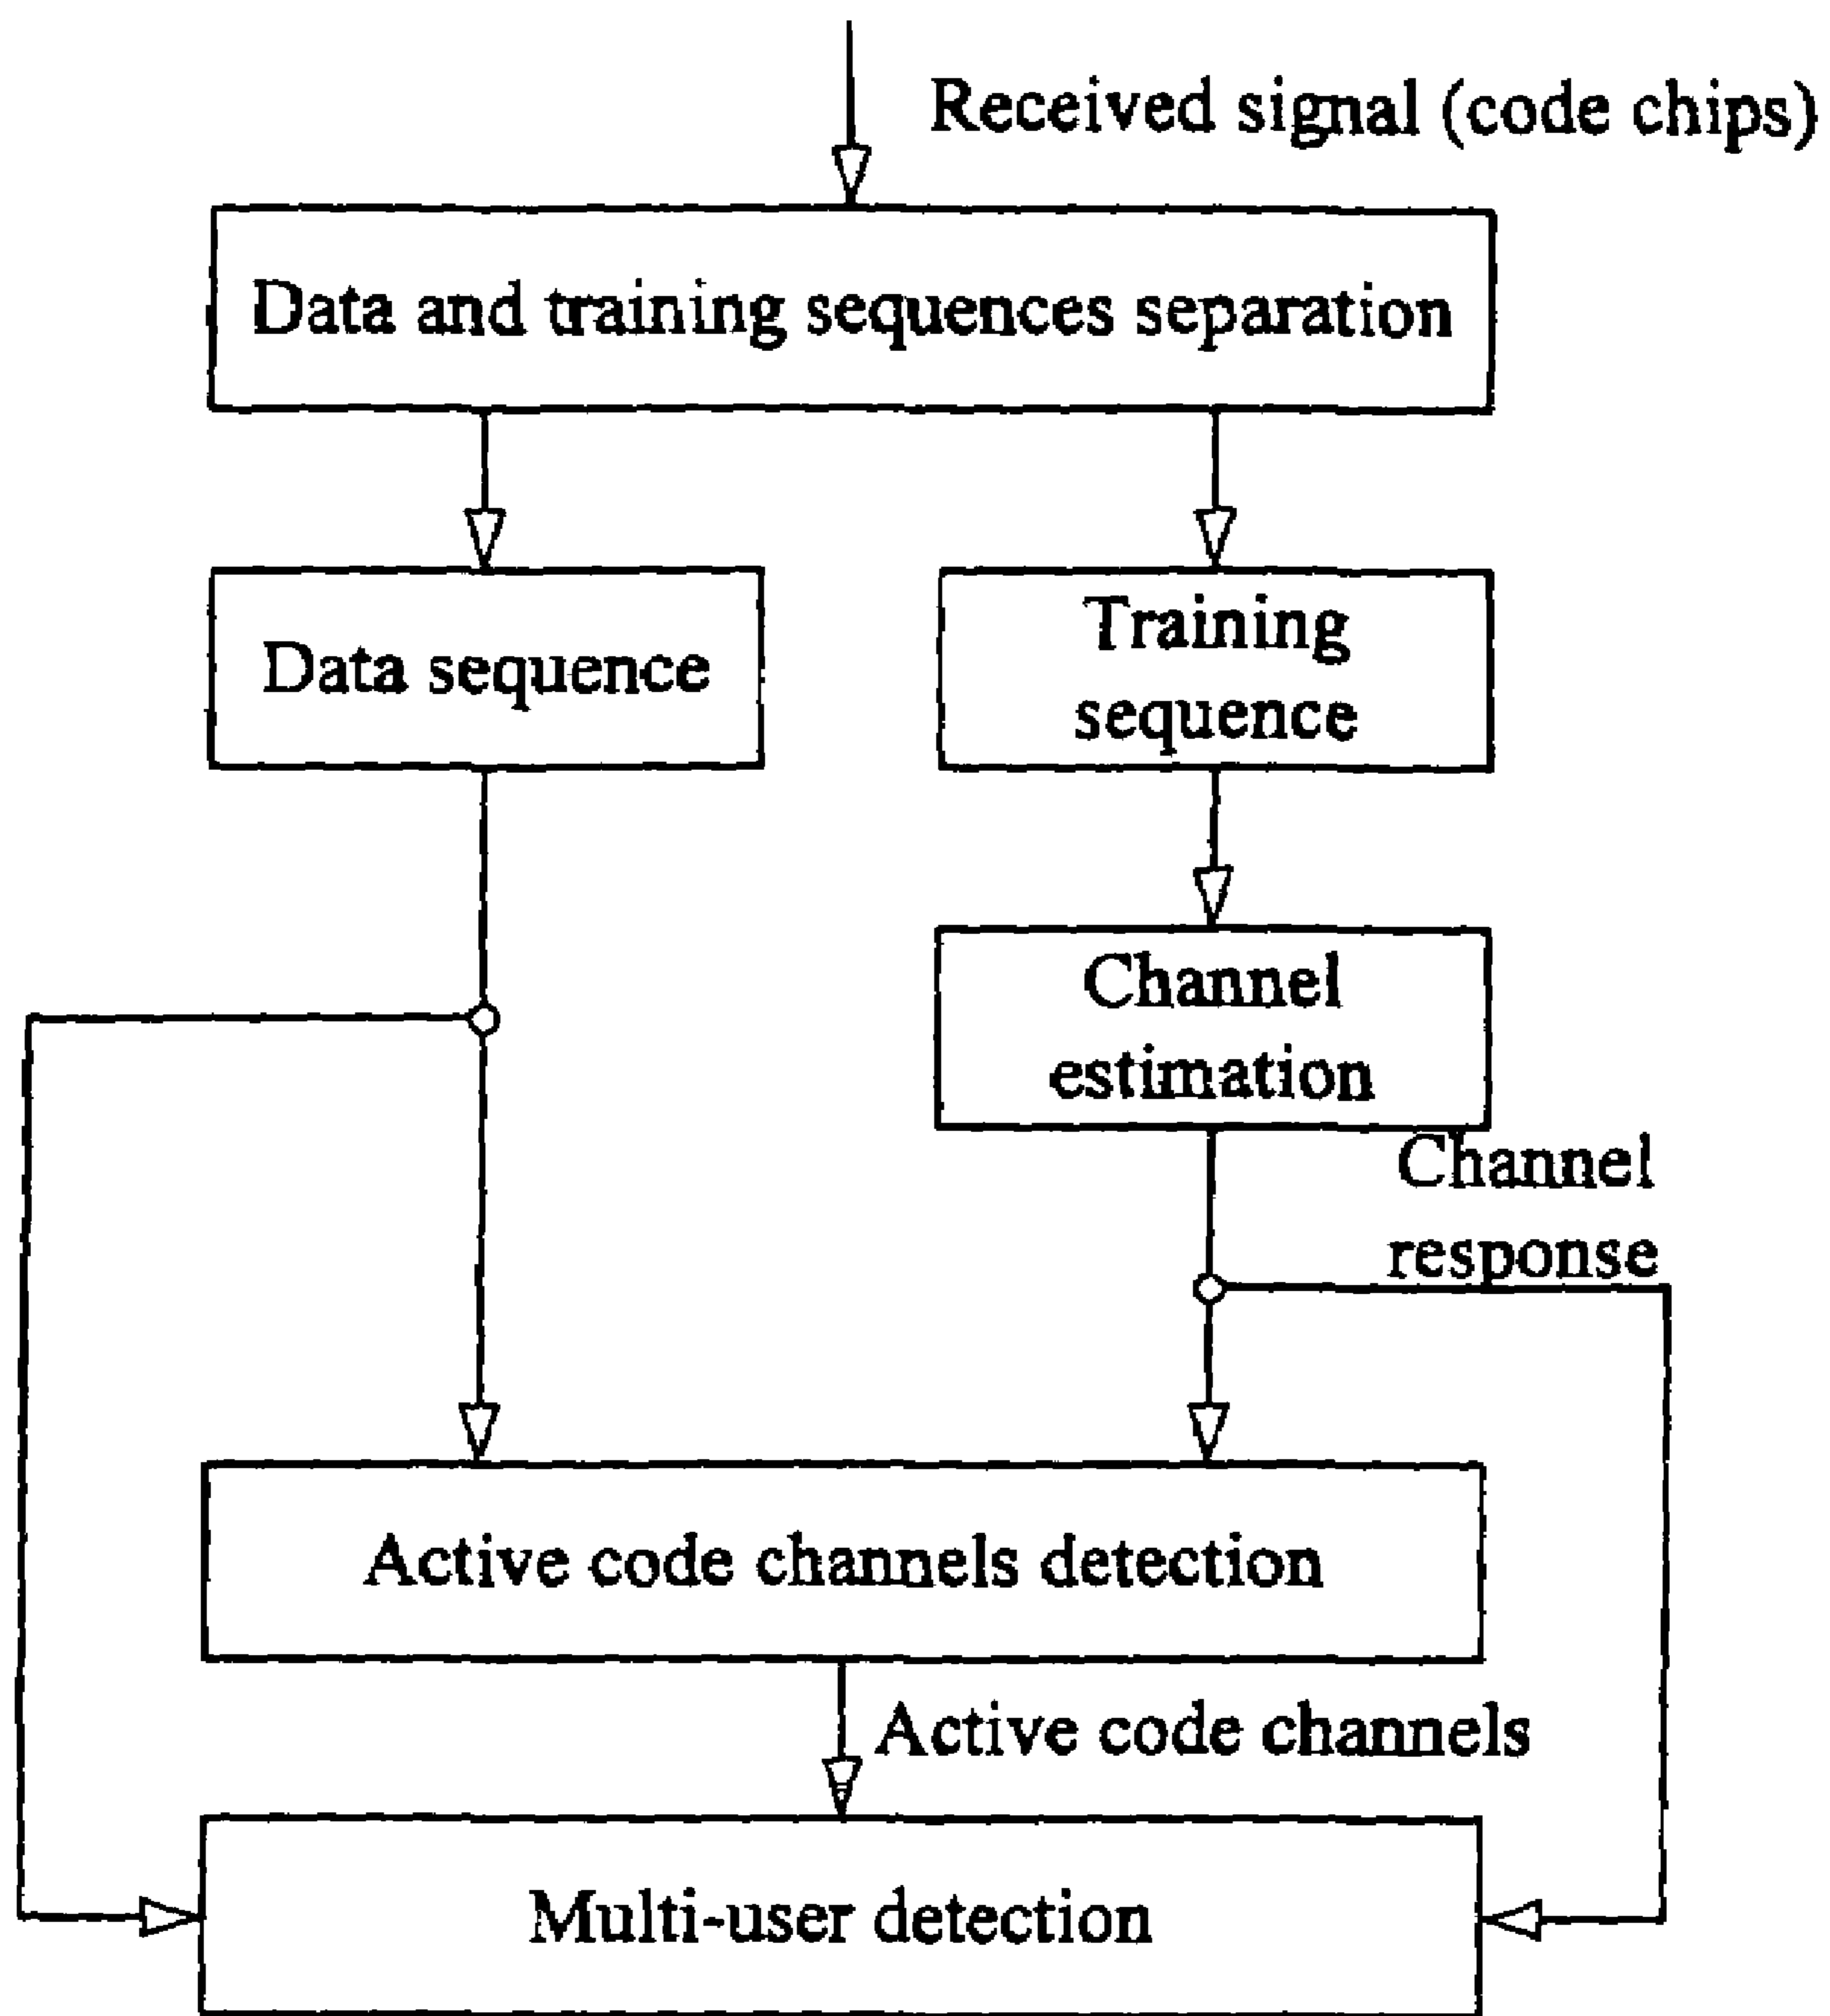 Received signal (code chips)
Data and training sequences separation
Data sequence
Training
sequence
Channel
estimation
Channel
response
Active code channels detection
Active code channels
Multi-user detection